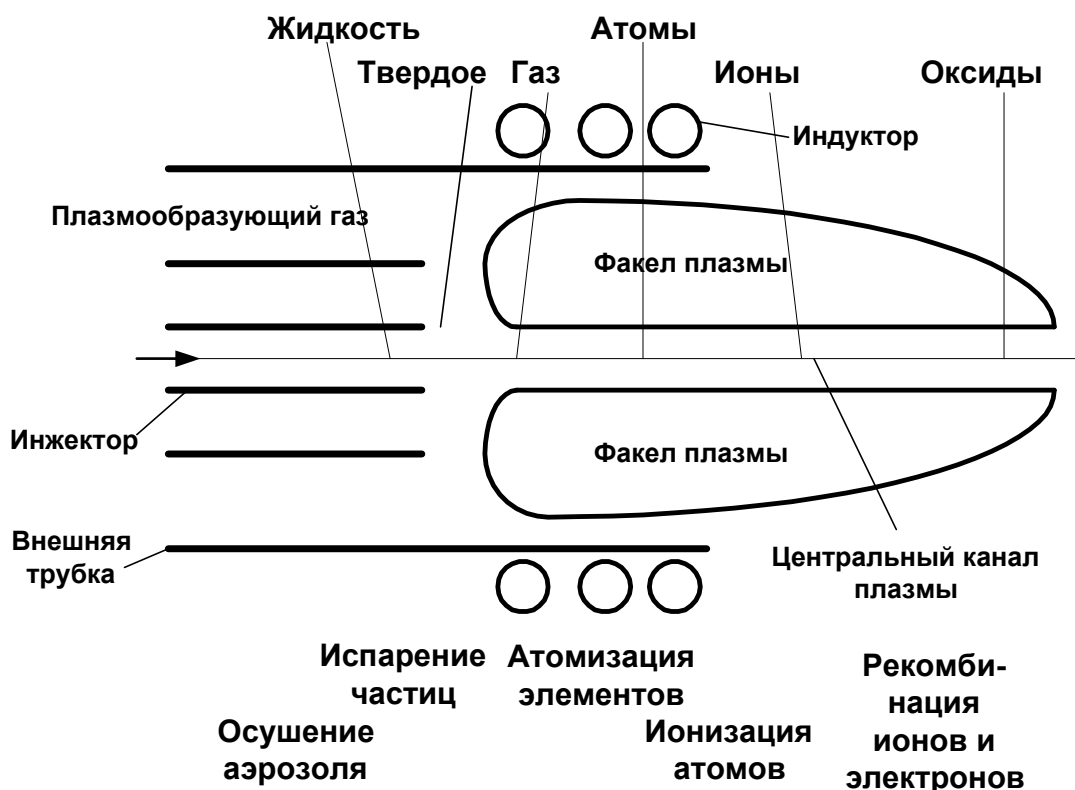 Жидкость
Атомы
Твердое
Газ
Ионы
Оксиды
Индуктор
Плазмообразующий газ
Факел плазмы
Инжектор
Факел плазмы
Внешняя
трубка
Центральный канал
плазмы
Испарение
частиц
Атомизация
элементов
Рекомби-
нация
ионов и
электронов
Осушение
аэрозоля
Ионизация
атомов